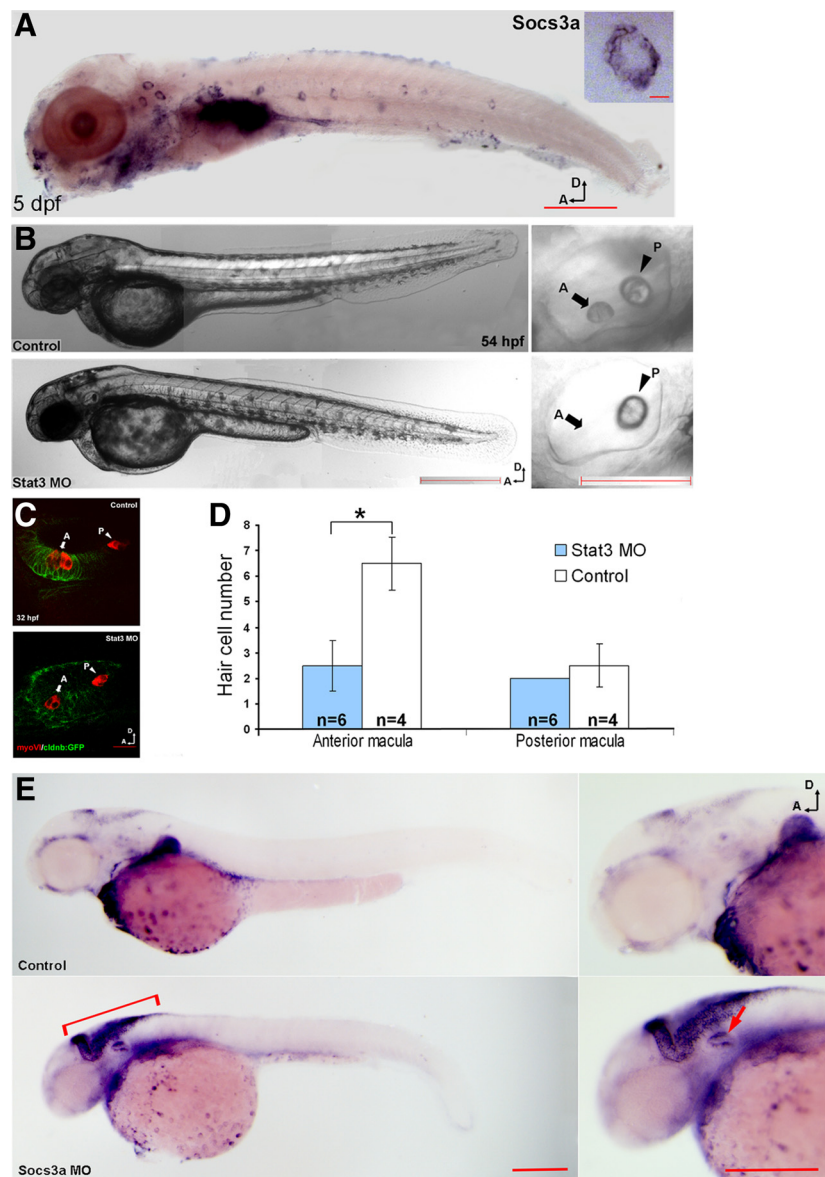 A
Socs3a
5 dpf
D
A
B
Control
54 hpf
A
P
Stat3 MO
D
A
A
P
C
Control
A
P
32 hpf
Stat3 MO
A
P
myoVI/cldnb:GFP
D
A
D
*
8
7
6
5
4
3
2
1
0
Hair cell number
Stat3 MO
Control
n=6
n=4
n=6
n=4
Anterior macula
Posterior macula
E
Control
D
A
Socs3a MO